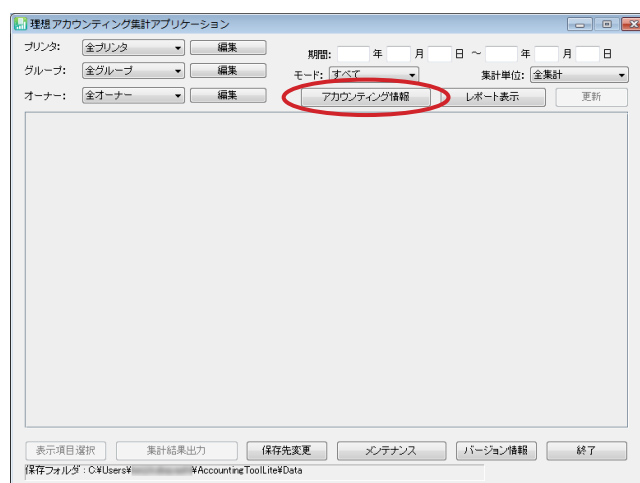 理想アカウンティング集計アプリケーション
プリンタ: 全プリンタ 編集 期間: 年 月 日 ～ 年 月 日
グループ: 全グループ 編集 モード: すべて 集計単位: 全集計
オーナー: 全オーナー 編集 アカウンティング情報 レポート表示 更新
表示項目選択 集計結果出力 保存先変更 メンテナンス バージョン情報 終了
保存フォルダ : C:¥Users¥ ¥AccountingToolLite¥Data